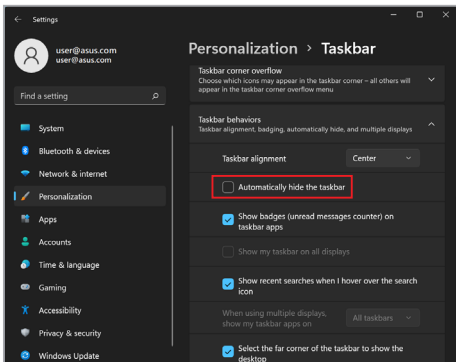 Settings
user@asus.com
user@asus.com
Find a setting
System
Bluetooth & devices
Network & internet
Personalization
Apps
Accounts
Time & language
Gaming
Accessibility
Privacy & security
Windows Update
Personalization > Taskbar
Taskbar corner overflow
Choose which icons may appear in the taskbar corner – all others will
appear in the taskbar corner overflow menu
Taskbar behaviors
Taskbar alignment, badging, automatically hide, and multiple displays
Taskbar alignment
Center
Automatically hide the taskbar
Show badges (unread messages counter) on
taskbar apps
Show my taskbar on all displays
Show recent searches when I hover over the search
icon
When using multiple displays,
show my taskbar apps on
All taskbars
Select the far corner of the taskbar to show the
desktop